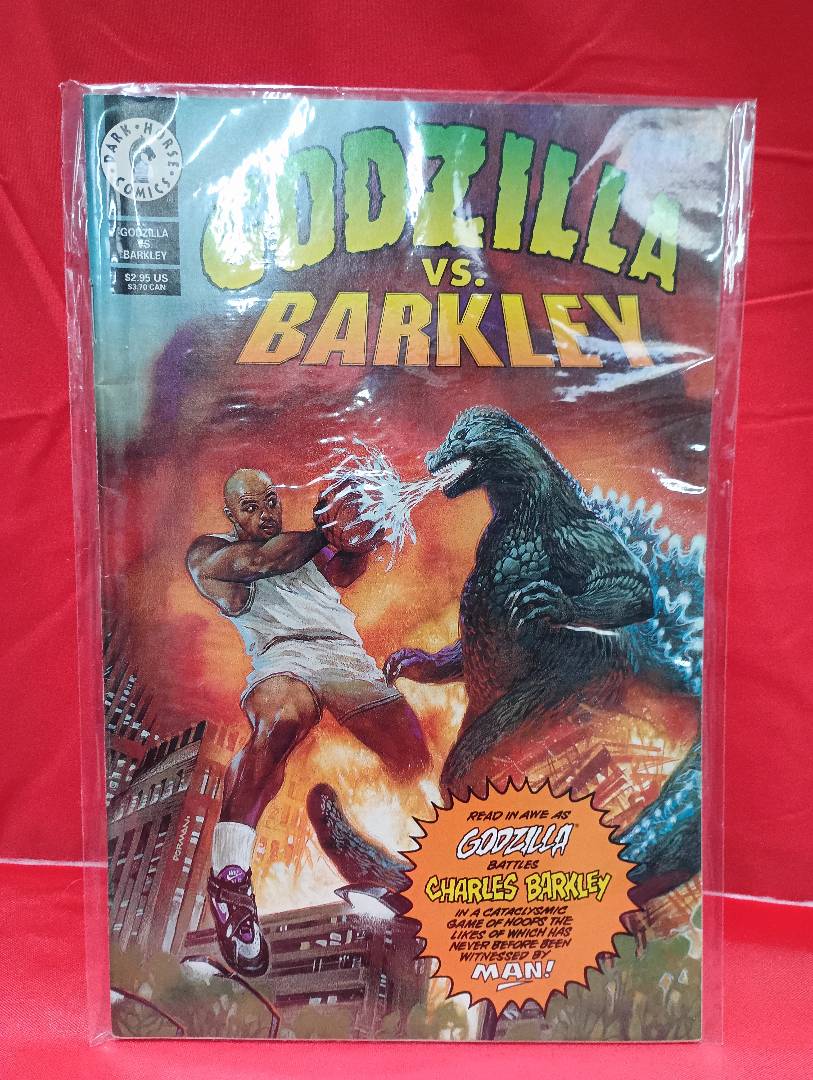 DARK • HORSE
COMICS
GODZILLA
VS.
BARKLEY
$2.95 US
$3.70 CAN
GODZILLA
VS.
BARKLEY
DORMAN
READ IN AWE AS
GODZILLA®
BATTLES
CHARLES BARKLEY
IN A CATACLYSMIC
GAME OF HOOPS THE
LIKES OF WHICH HAS
NEVER BEFORE BEEN
WITNESSED BY
MAN!